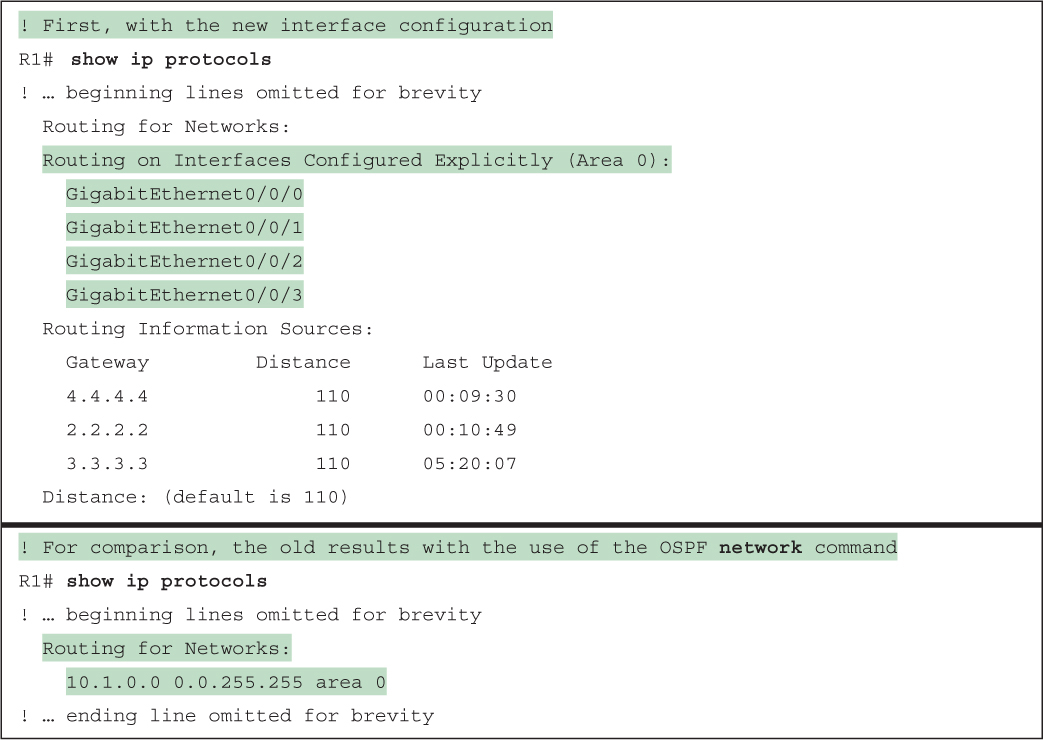 ! First, with the new interface configuration
R1# show ip protocols
! … beginning lines omitted for brevity
Routing for Networks:
Routing on Interfaces Configured Explicitly (Area 0):
GigabitEthernet0/0/0
GigabitEthernet0/0/1
GigabitEthernet0/0/2
GigabitEthernet0/0/3
Routing Information Sources:
Gateway Distance Last Update
4.4.4.4 110 00:09:30
2.2.2.2 110 00:10:49
3.3.3.3 110 05:20:07
Distance: (default is 110)
! For comparison, the old results with the use of the OSPF network command
R1# show ip protocols
! … beginning lines omitted for brevity
Routing for Networks:
10.1.0.0 0.0.255.255 area 0
! … ending line omitted for brevity